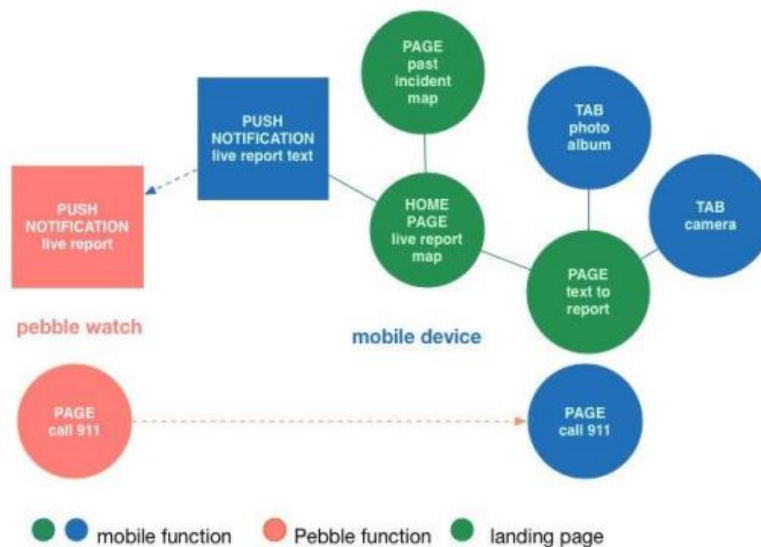 PAGE
past
incident
map
PUSH
NOTIFICATION
live report text
TAB
photo
album
PUSH
NOTIFICATION
live report
HOME
PAGE
live report
map
TAB
camera
PAGE
text to
report
pebble watch
mobile device
PAGE
call 911
PAGE
call 911
mobile function
Pebble function
landing page